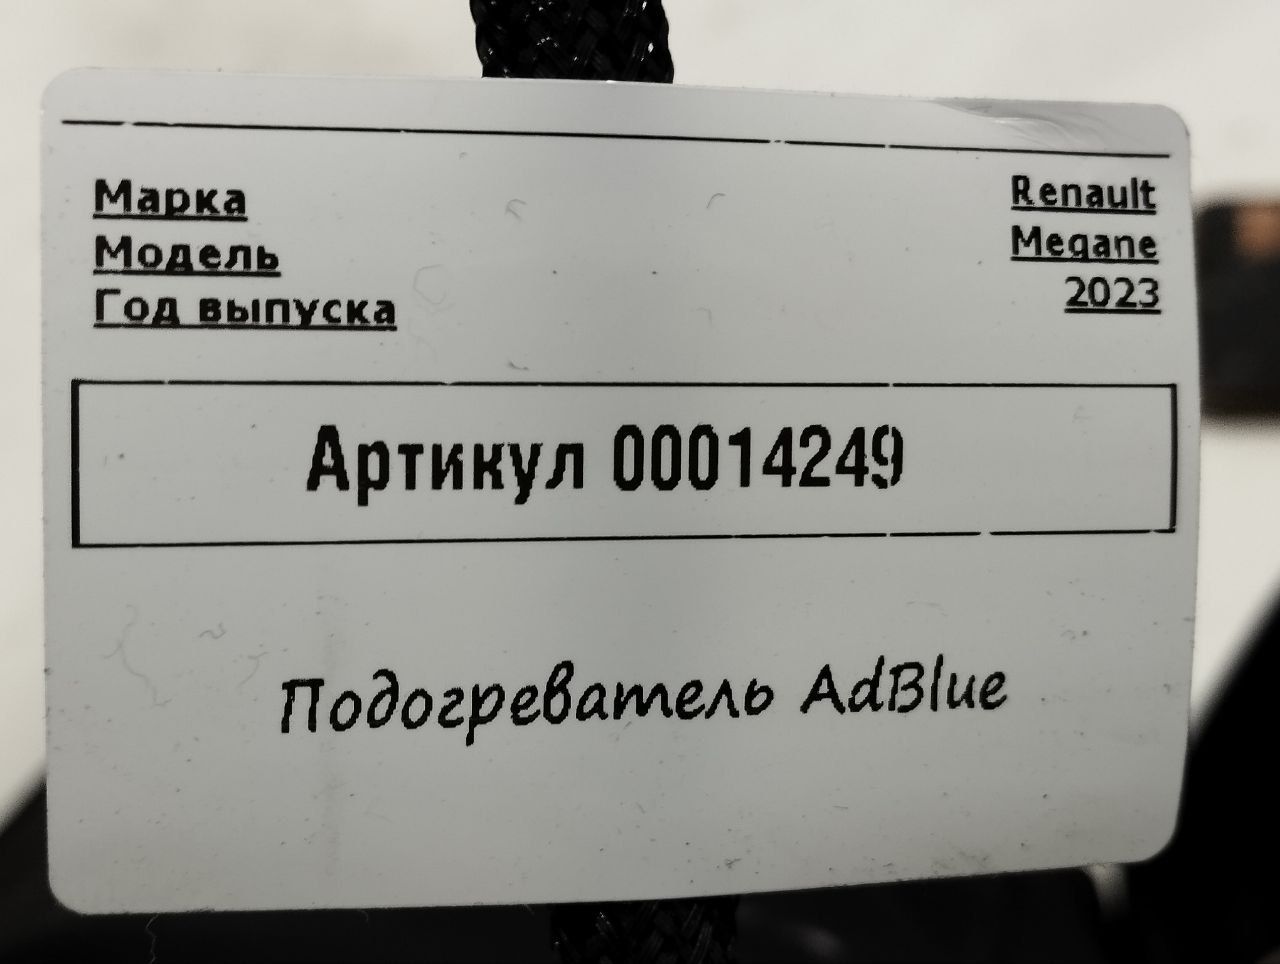 Марка Renault
Модель Megane
Год выпуска 2023
Артикул 00014249
Подогреватель AdBlue